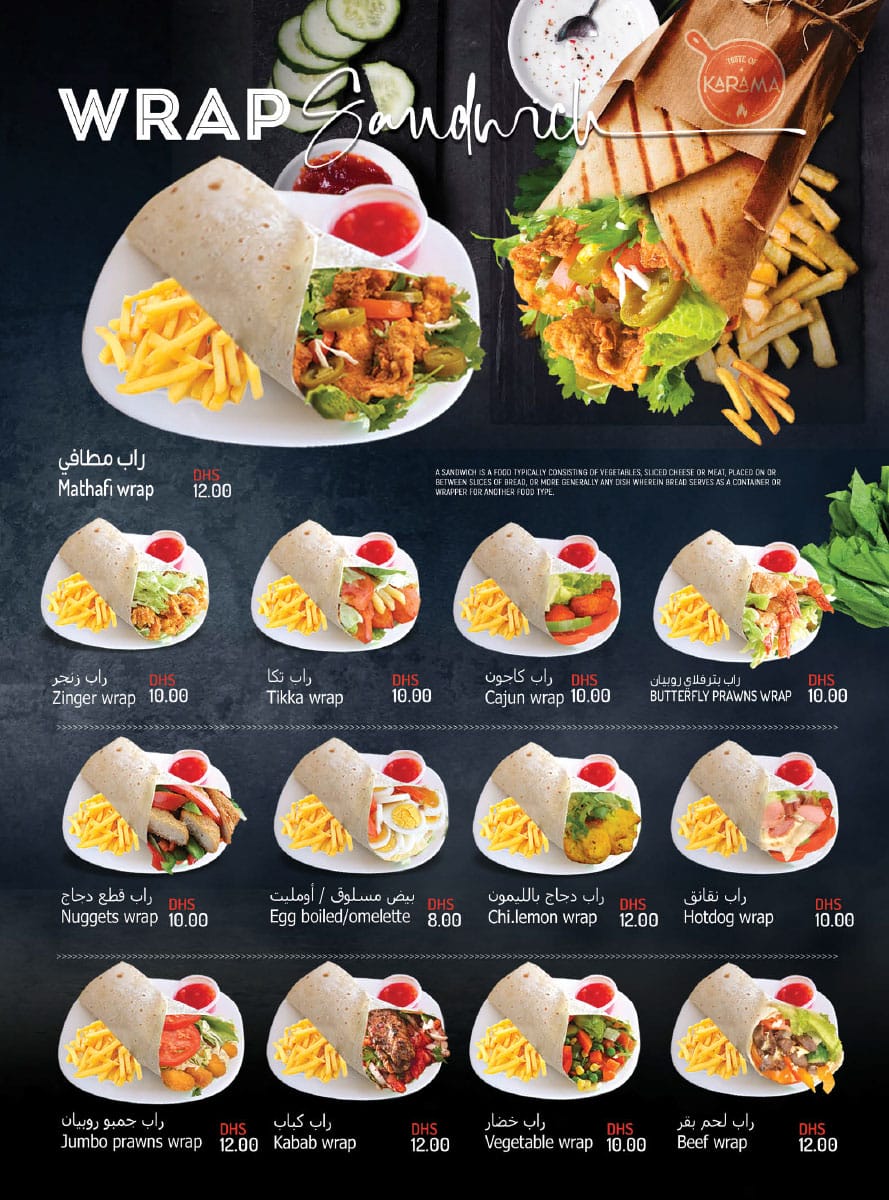 WRAP Sandwich
TASTE OF
KARAMA
راب مطافي
Mathafi wrap
DHS
12.00
A SANDWICH IS A FOOD TYPICALLY CONSISTING OF VEGETABLES, SLICED CHEESE OR MEAT, PLACED ON OR
BETWEEN SLICES OF BREAD, OR MORE GENERALLY ANY DISH WHEREIN BREAD SERVES AS A CONTAINER OR
WRAPPER FOR ANOTHER FOOD TYPE.
راب زنجر
Zinger wrap
DHS
10.00
راب تكا
Tikka wrap
DHS
10.00
راب كاجون
Cajun wrap
DHS
10.00
راب بترفلاي روبيان
BUTTERFLY PRAWNS WRAP
DHS
10.00
راب قطع دجاج
Nuggets wrap
DHS
10.00
بيض مسلوق / أومليت
Egg boiled/omelette
DHS
8.00
راب دجاج بالليمون
Chi.lemon wrap
DHS
12.00
راب نقانق
Hotdog wrap
DHS
10.00
راب جمبو روبيان
Jumbo prawns wrap
DHS
12.00
راب كباب
Kabab wrap
DHS
12.00
راب خضار
Vegetable wrap
DHS
10.00
راب لحم بقر
Beef wrap
DHS
12.00